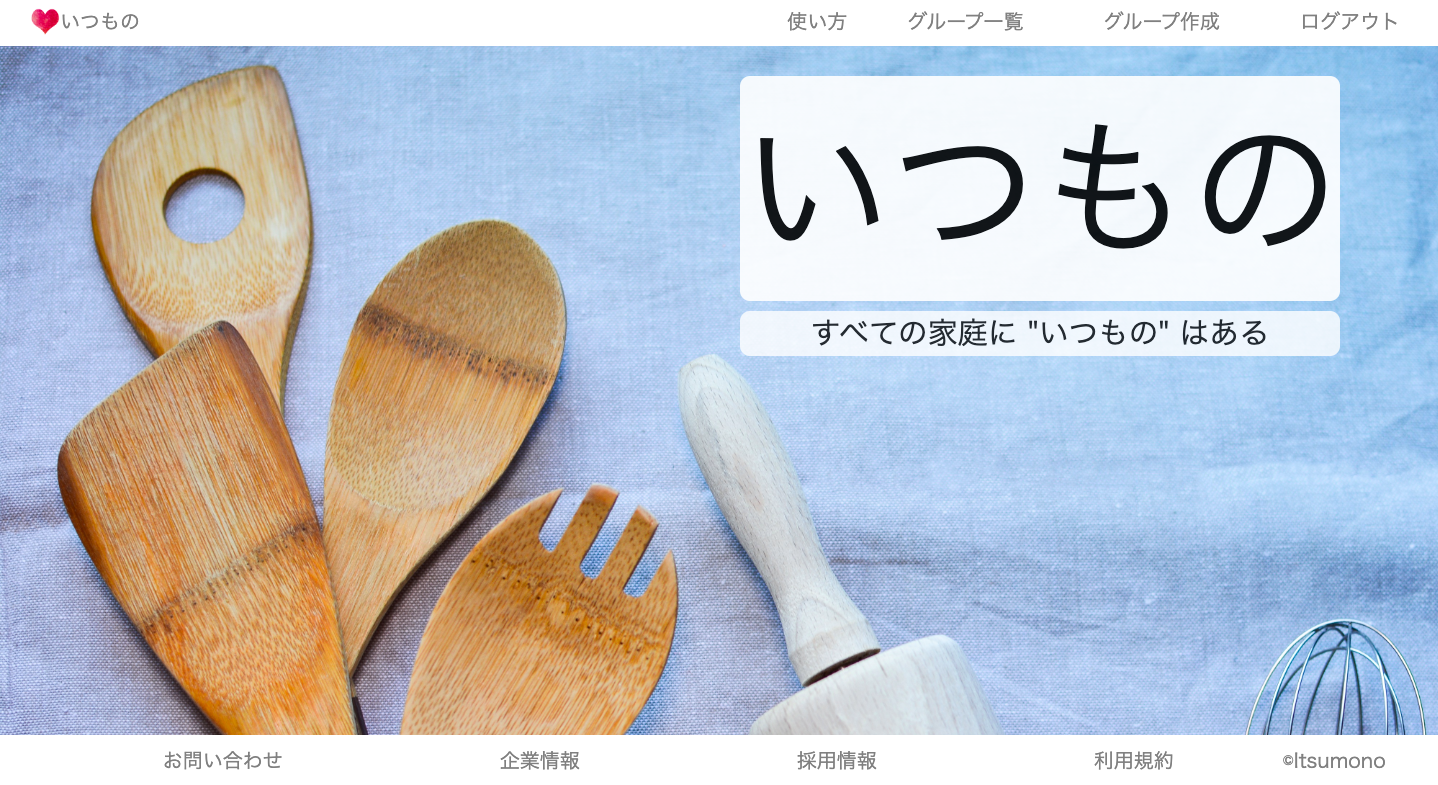 いつもの 使い方 グループ一覧 グループ作成 ログアウト
いつもの
すべての家庭に "いつもの" はある
お問い合わせ 企業情報 採用情報 利用規約 ©Itsumono